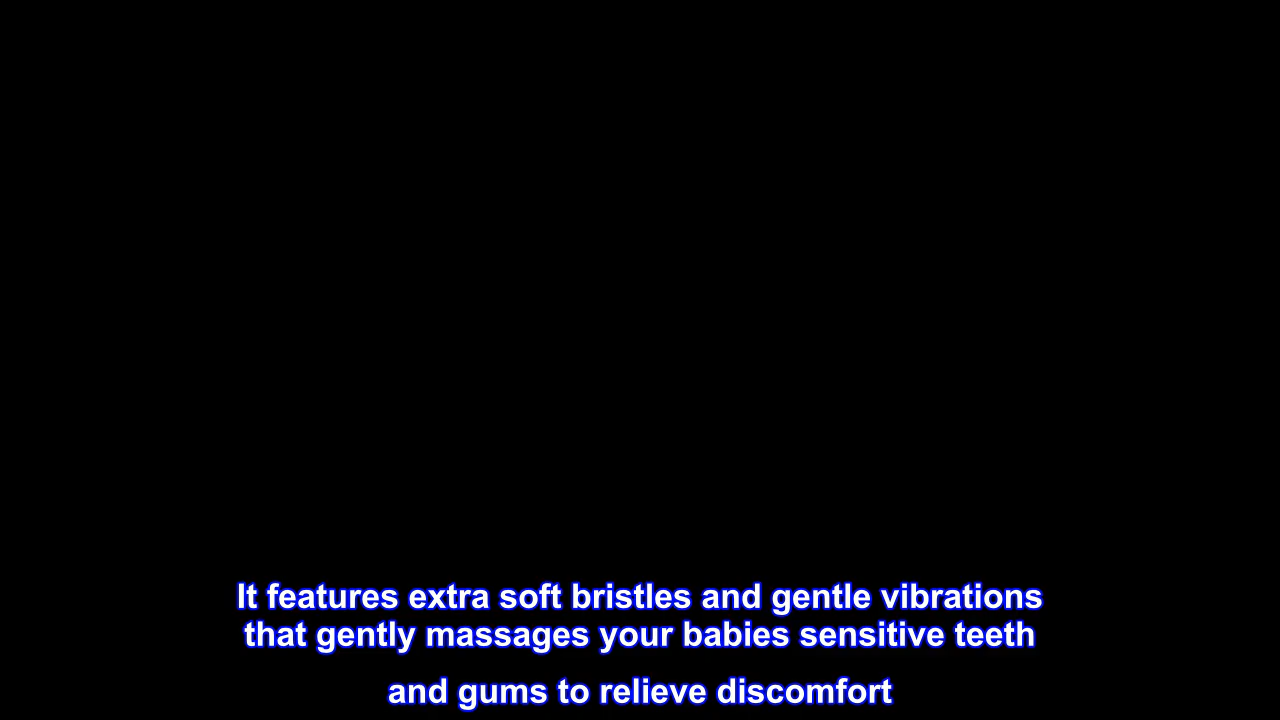 It features extra soft bristles and gentle vibrations
that gently massages your babies sensitive teeth
and gums to relieve discomfort